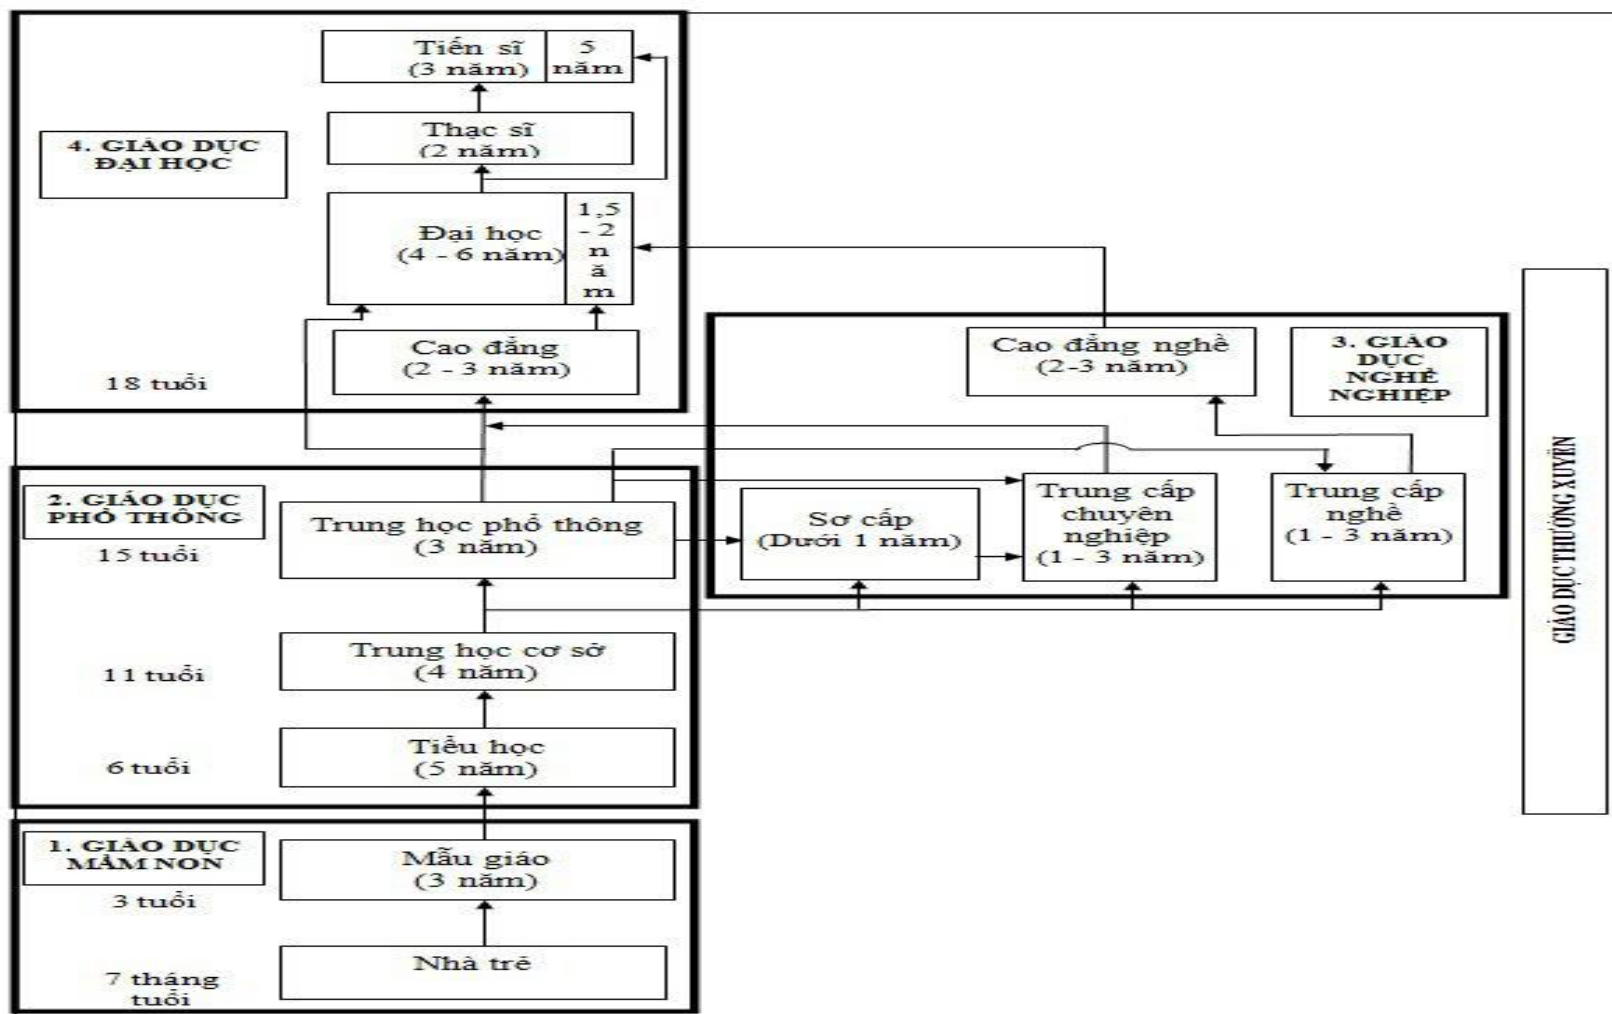 Tiến sĩ
(3 năm)
5
năm
Thạc sĩ
(2 năm)
4. GIÁO DỤC
ĐẠI HỌC
Đại học
(4 - 6 năm)
1,5
- 2
n
ă
m
Cao đẳng
(2 - 3 năm)
18 tuổi
Cao đẳng nghề
(2-3 năm)
3. GIÁO
DỤC
NGHỀ
NGHIỆP
2. GIÁO DỤC
PHỔ THÔNG
15 tuổi
Trung học phổ thông
(3 năm)
Sơ cấp
(Dưới 1 năm)
Trung cấp
chuyên
nghiệp
(1 - 3 năm)
Trung cấp
nghề
(1 - 3 năm)
GIÁO DỤC THƯỜNG XUYÊN
11 tuổi
Trung học cơ sở
(4 năm)
6 tuổi
Tiểu học
(5 năm)
1. GIÁO DỤC
MẦM NON
3 tuổi
Mẫu giáo
(3 năm)
7 tháng
tuổi
Nhà trẻ